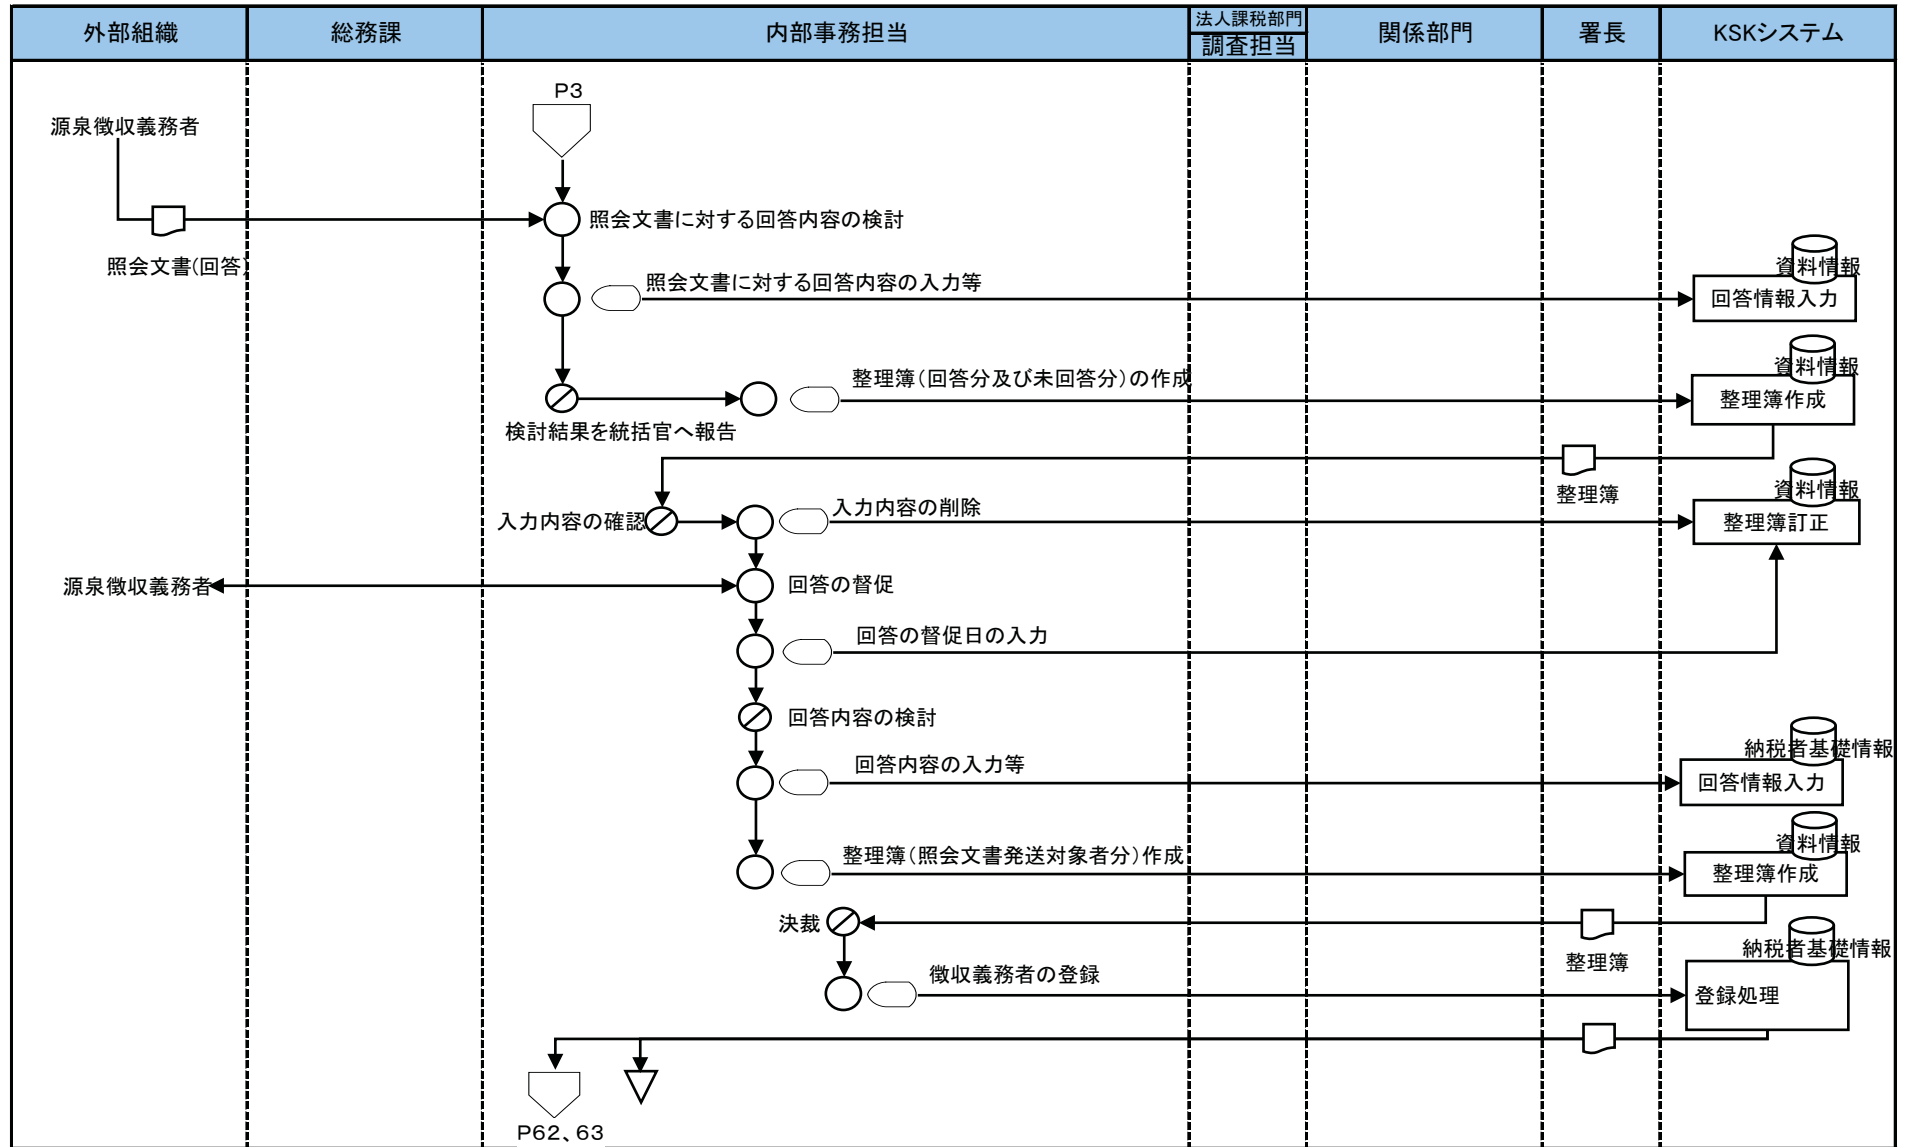 外部組織
総務課
内部事務担当
法人課税部門
調査担当
関係部門
署長
KSKシステム
P3
源泉徴収義務者
照会文書に対する回答内容の検討
照会文書(回答)
資料情報
照会文書に対する回答内容の入力等
回答情報入力
資料情報
整理簿(回答分及び未回答分)の作成
整理簿作成
検討結果を統括官へ報告
整理簿
資料情報
入力内容の削除
入力内容の確認
整理簿訂正
源泉徴収義務者
回答の督促
回答の督促日の入力
回答内容の検討
納税者基礎情報
回答内容の入力等
回答情報入力
資料情報
整理簿(照会文書発送対象者分)作成
整理簿作成
決裁
整理簿
納税者基礎情報
徴収義務者の登録
登録処理
P62、63